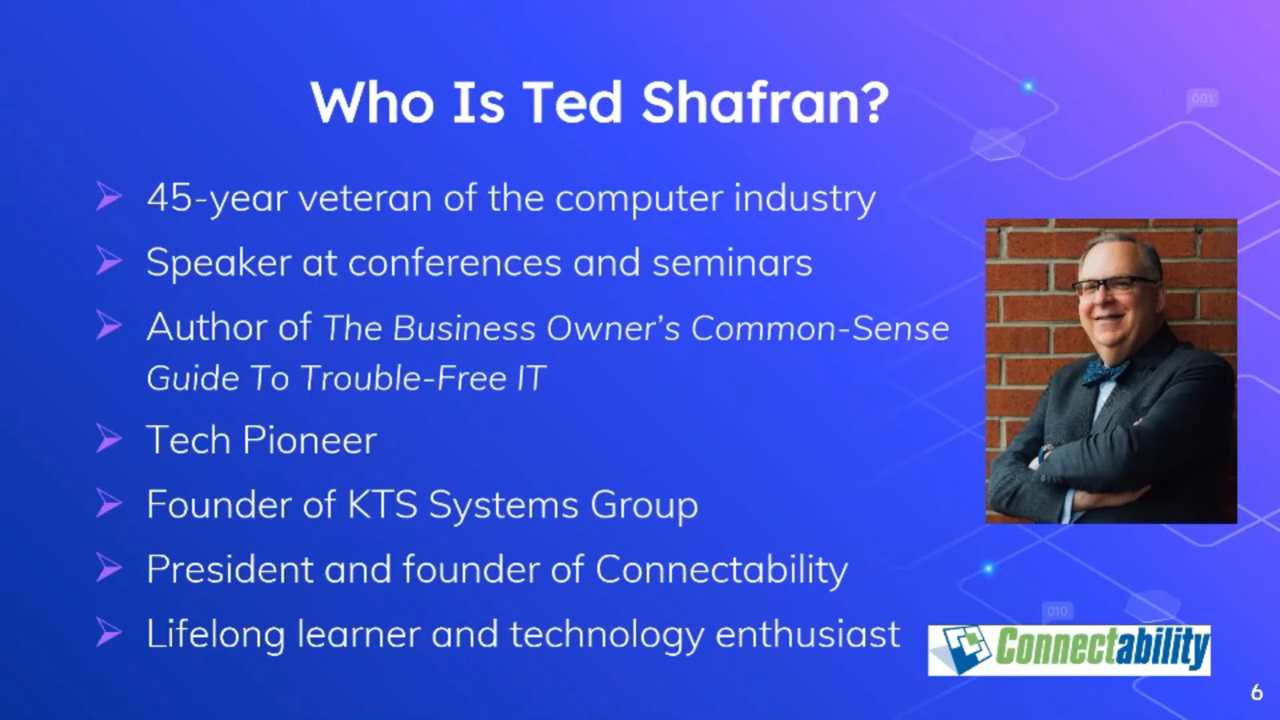 Who Is Ted Shafran?
45-year veteran of the computer industry
Speaker at conferences and seminars
Author of The Business Owner's Common-Sense
Guide To Trouble-Free IT
Tech Pioneer
Founder of KTS Systems Group
President and founder of Connectability
Lifelong learner and technology enthusiast
001
010
Connectability
6